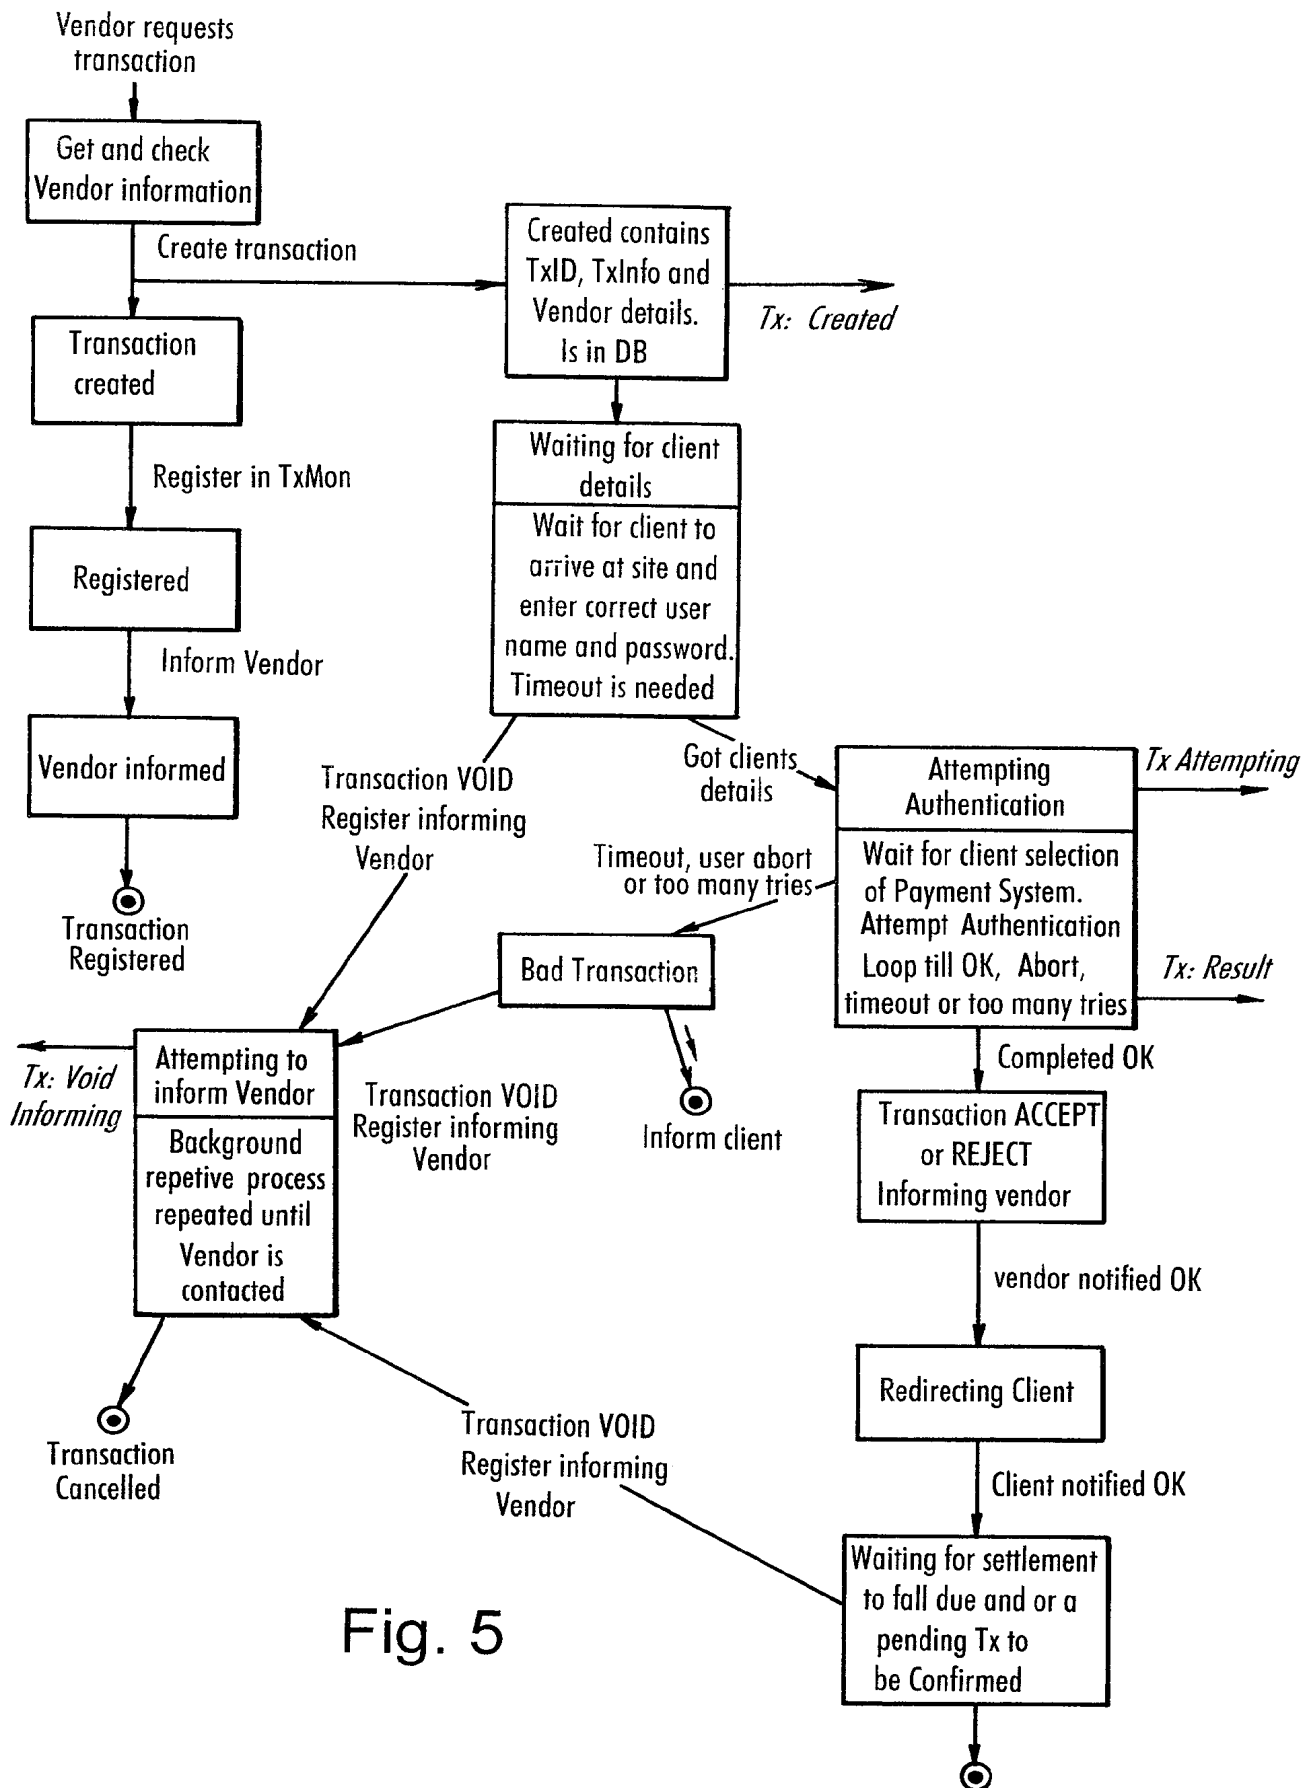 Vendor requests
transaction
Get and check
Vendor information
Create transaction
Created contains
TxID, TxInfo and
Vendor details.
Is in DB
Tx: Created
Transaction
created
Register in TxMon
Registered
Inform Vendor
Vendor informed
Transaction
Registered
Waiting for client
details
Wait for client to
arrive at site and
enter correct user
name and password.
Timeout is needed
Transaction VOID
Register informing
Vendor
Got clients
details
Attempting
Authentication
Tx Attempting
Wait for client selection
of Payment System.
Attempt Authentication
Loop till OK, Abort,
timeout or too many tries
Tx: Result
Timeout, user abort
or too many tries
Bad Transaction
Inform client
Attempting to
inform Vendor
Tx: Void
Informing
Background
repetive process
repeated until
Vendor is
contacted
Transaction VOID
Register informing
Vendor
Completed OK
Transaction ACCEPT
or REJECT
Informing vendor
vendor notified OK
Redirecting Client
Client notified OK
Transaction
Cancelled
Transaction VOID
Register informing
Vendor
Waiting for settlement
to fall due and or a
pending Tx to
be Confirmed
Fig. 5